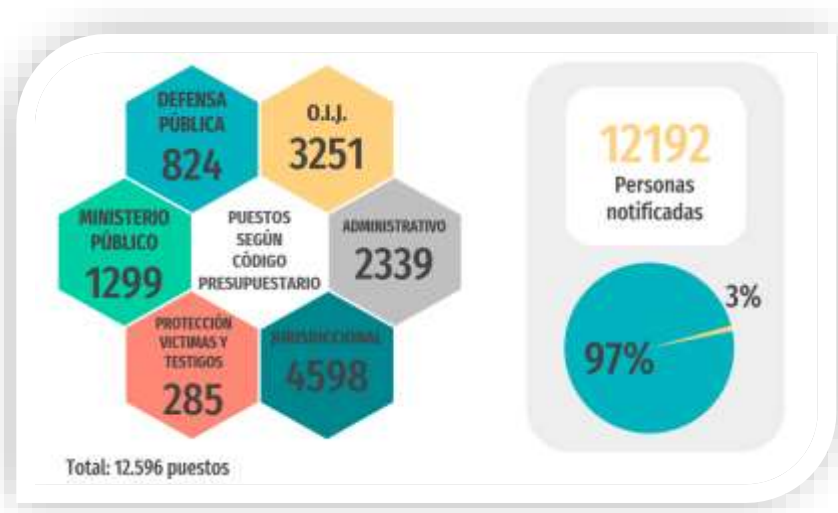 DEFENSA
PÚBLICA
824
O.I.J.
3251
MINISTERIO
PÚBLICO
1299
PUESTOS
SEGÚN
CÓDIGO
PRESUPUESTARIO
ADMINISTRATIVO
2339
PROTECCIÓN
VICTIMAS Y
TESTIGOS
285
JURISDICCIONAL
4598
Total: 12.596 puestos
12192
Personas
notificadas
3%
97%